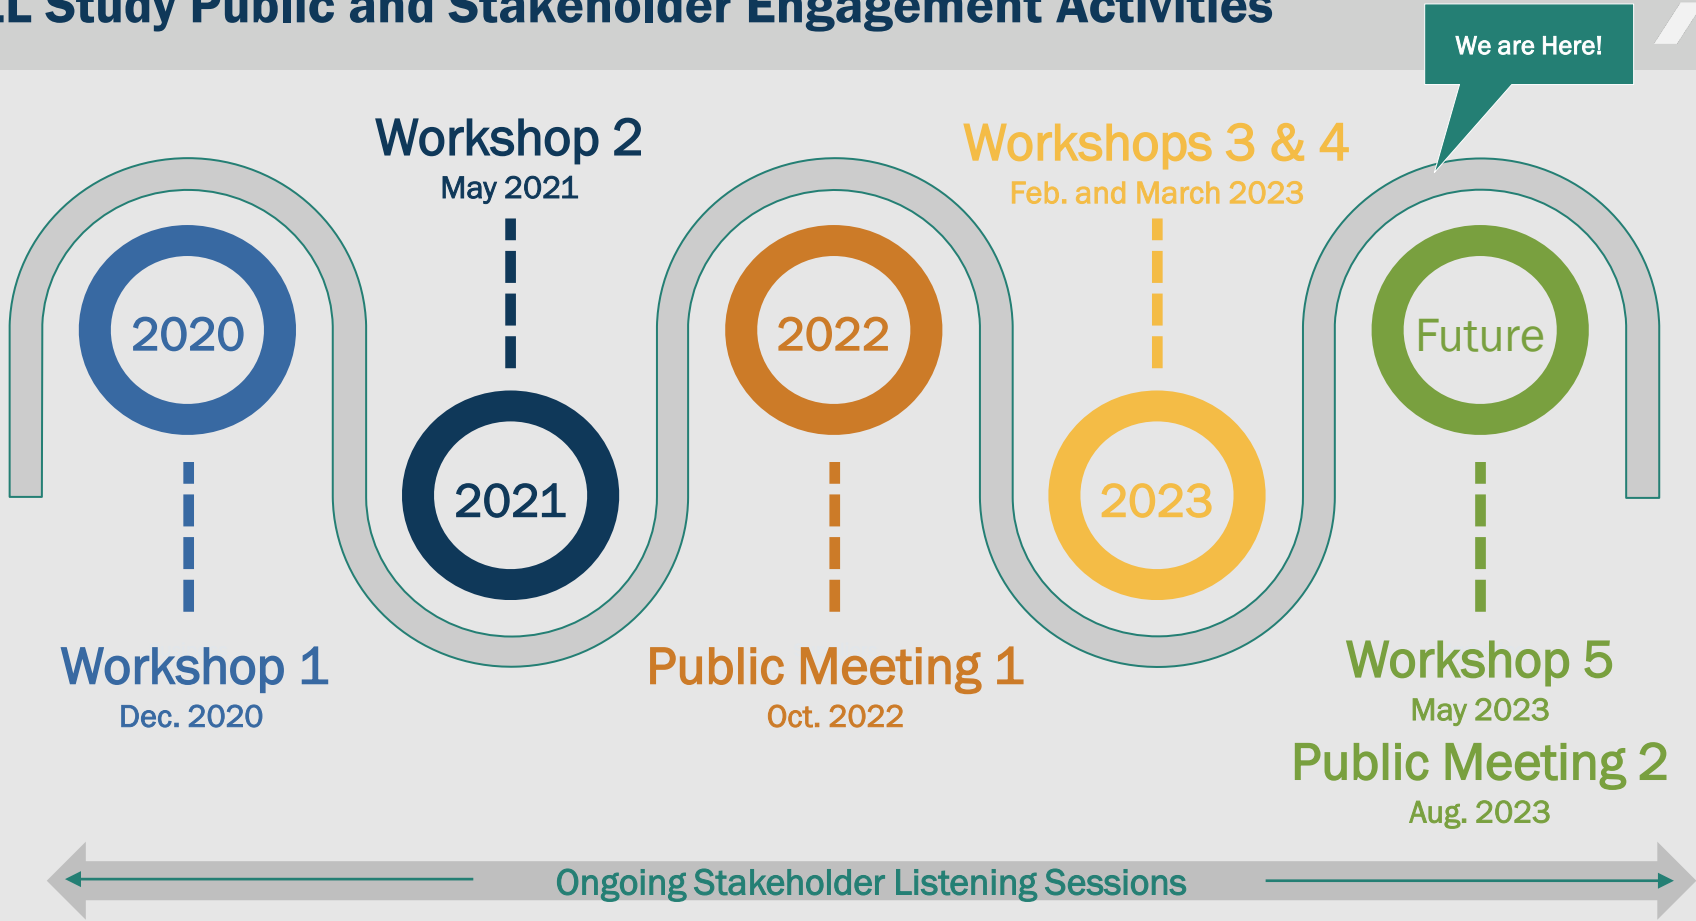 Study Public and Stakeholder Engagement Activities
We are Here!
Workshop 2
May 2021
Workshops 3 & 4
Feb. and March 2023
2020
2022
Future
2021
2023
Workshop 1
Dec. 2020
Public Meeting 1
Oct. 2022
Workshop 5
May 2023
Public Meeting 2
Aug. 2023
Ongoing Stakeholder Listening Sessions